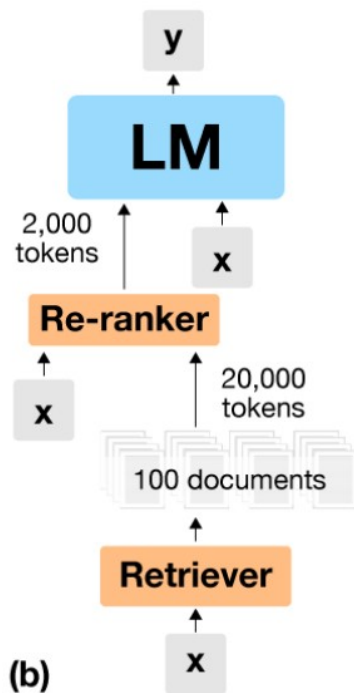 y
LM
2,000
tokens
x
Re-ranker
x
20,000
tokens
100 documents
Retriever
x
(b)